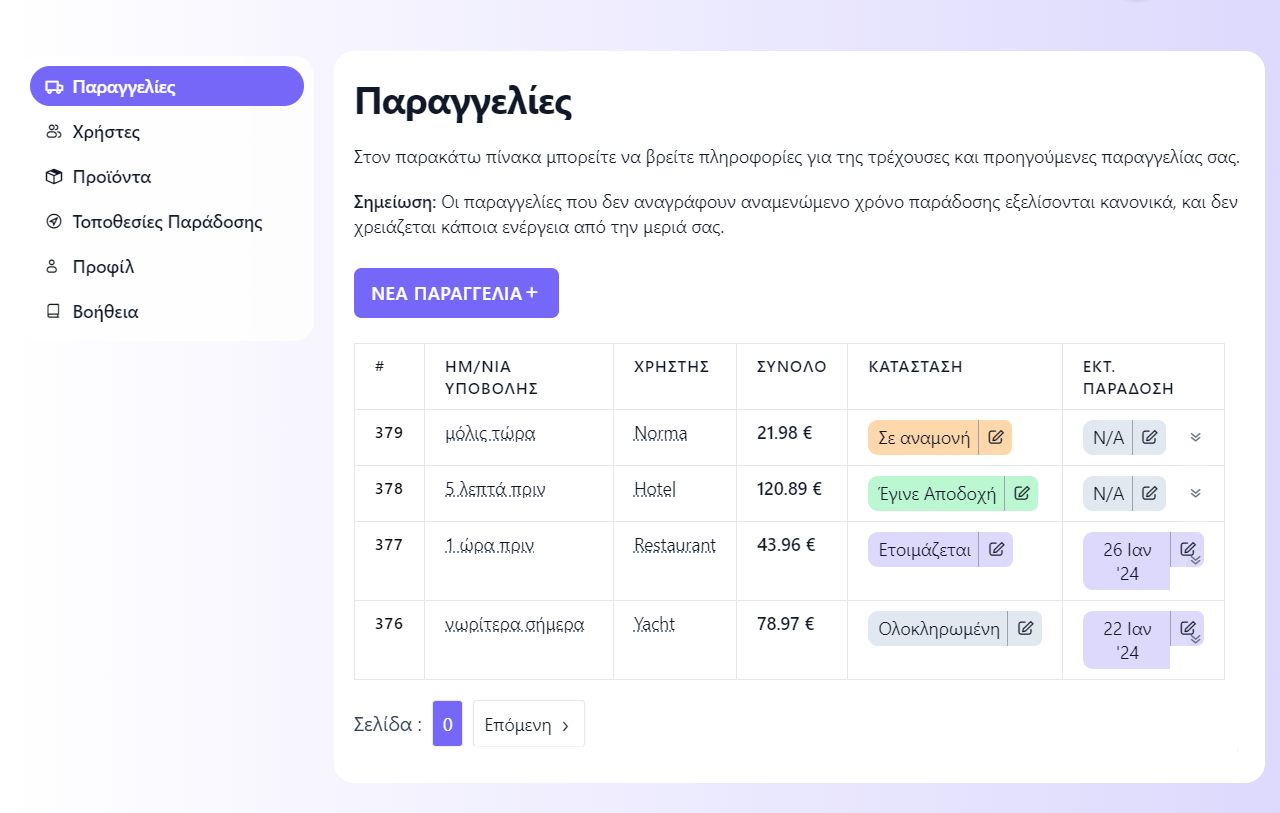 Παραγγελίες
Χρήστες
Προϊόντα
Τοποθεσίες Παράδοσης
Προφίλ
Βοήθεια
Παραγγελίες
Στον παρακάτω πίνακα μπορείτε να βρείτε πληροφορίες για της τρέχουσες και προηγούμενες παραγγελίας σας.
Σημείωση: Οι παραγγελίες που δεν αναγράφουν αναμενώμενο χρόνο παράδοσης εξελίσονται κανονικά, και δεν
χρειάζεται κάποια ενέργεια από την μεριά σας.
ΝΕΑ ΠΑΡΑΓΓΕΛΙΑ +
# ΗΜ/ΝΙΑ ΧΡΗΣΤΗΣ ΣΥΝΟΛΟ ΚΑΤΑΣΤΑΣΗ ΕΚΤ.
ΥΠΟΒΟΛΗΣ ΠΑΡΑΔΟΣΗ
379 μόλις τώρα Norma 21.98 € Σε αναμονή N/A
378 5 λεπτά πριν Hotel 120.89 € Έγινε Αποδοχή N/A
377 1 ώρα πριν Restaurant 43.96 € Ετοιμάζεται 26 Ιαν
'24
376 νωρίτερα σήμερα Yacht 78.97 € Ολοκληρωμένη 22 Ιαν
'24
Σελίδα : 0 Επόμενη ›